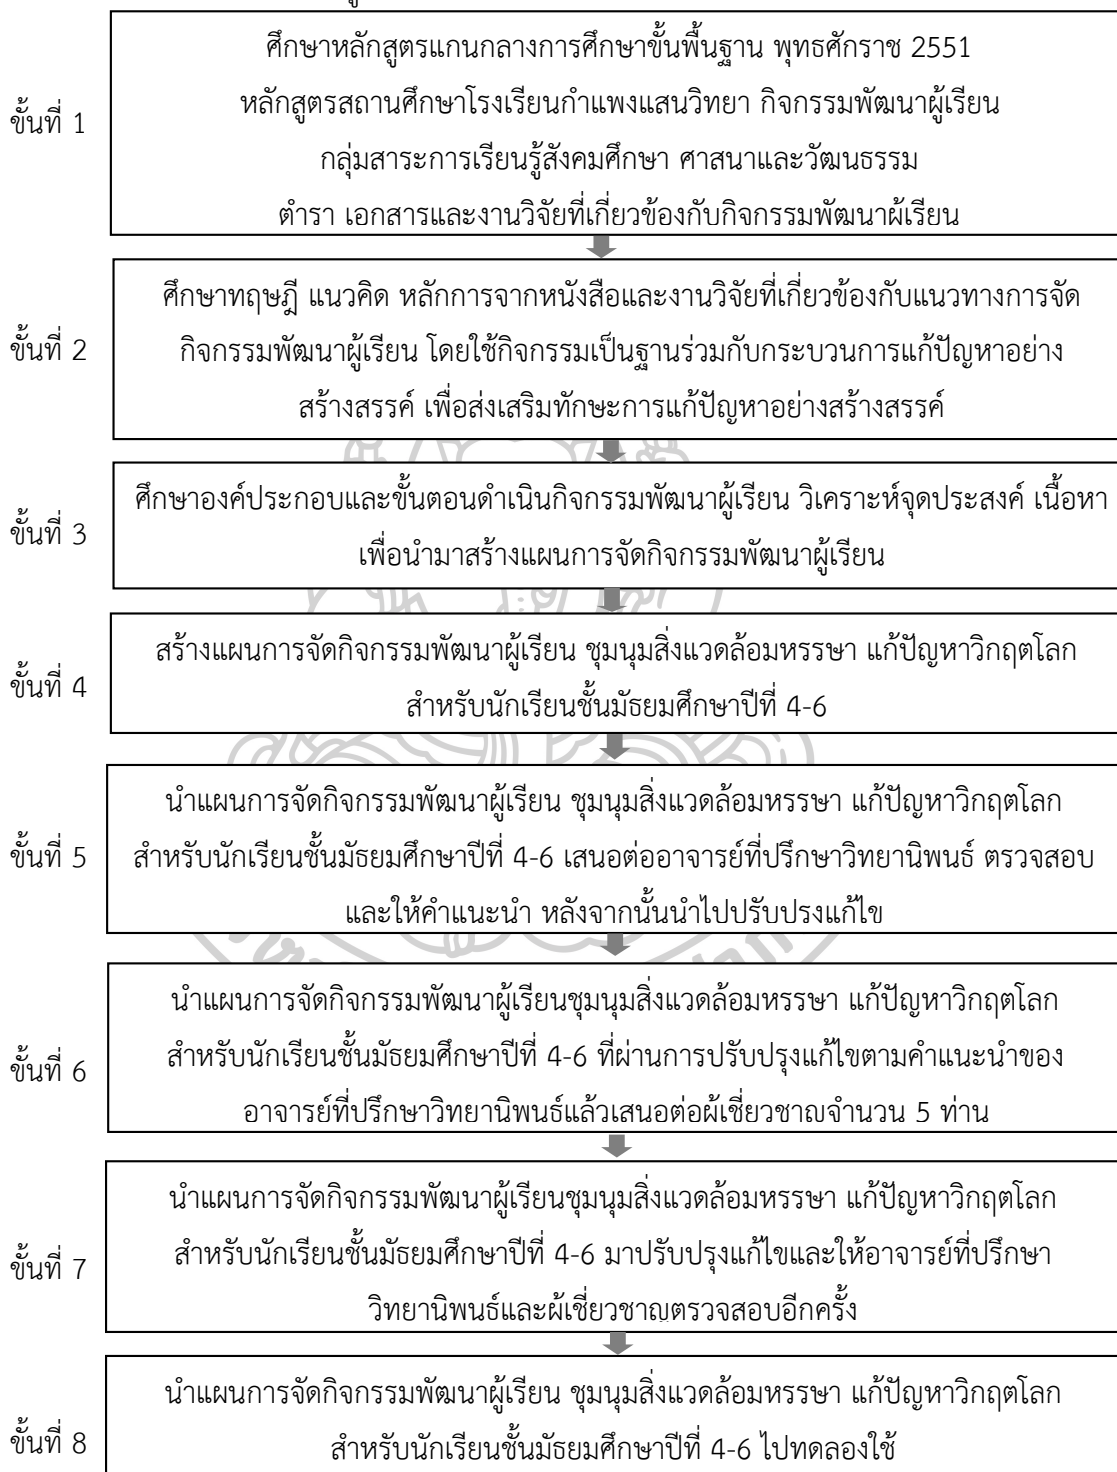 ขั้นที่ 1
ศึกษาหลักสูตรแกนกลางการศึกษาขั้นพื้นฐาน พุทธศักราช 2551
หลักสูตรสถานศึกษาโรงเรียนกำแพงแสนวิทยา กิจกรรมพัฒนาผู้เรียน
กลุ่มสาระการเรียนรู้สังคมศึกษา ศาสนาและวัฒนธรรม
ตำรา เอกสารและงานวิจัยที่เกี่ยวข้องกับกิจกรรมพัฒนาผู้เรียน
ขั้นที่ 2
ศึกษาทฤษฎี แนวคิด หลักการจากหนังสือและงานวิจัยที่เกี่ยวข้องกับแนวทางการจัด
กิจกรรมพัฒนาผู้เรียน โดยใช้กิจกรรมเป็นฐานร่วมกับกระบวนการแก้ปัญหาอย่าง
สร้างสรรค์ เพื่อส่งเสริมทักษะการแก้ปัญหาอย่างสร้างสรรค์
ขั้นที่ 3
ศึกษาองค์ประกอบและขั้นตอนดำเนินกิจกรรมพัฒนาผู้เรียน วิเคราะห์จุดประสงค์ เนื้อหา
เพื่อนำมาสร้างแผนการจัดกิจกรรมพัฒนาผู้เรียน
ขั้นที่ 4
สร้างแผนการจัดกิจกรรมพัฒนาผู้เรียน ชุมนุมสิ่งแวดล้อมหรรษา แก้ปัญหาวิกฤตโลก
สำหรับนักเรียนชั้นมัธยมศึกษาปีที่ 4-6
ขั้นที่ 5
นำแผนการจัดกิจกรรมพัฒนาผู้เรียน ชุมนุมสิ่งแวดล้อมหรรษา แก้ปัญหาวิกฤตโลก
สำหรับนักเรียนชั้นมัธยมศึกษาปีที่ 4-6 เสนอต่ออาจารย์ที่ปรึกษาวิทยานิพนธ์ ตรวจสอบ
และให้คำแนะนำ หลังจากนั้นนำไปปรับปรุงแก้ไข
ขั้นที่ 6
นำแผนการจัดกิจกรรมพัฒนาผู้เรียนชุมนุมสิ่งแวดล้อมหรรษา แก้ปัญหาวิกฤตโลก
สำหรับนักเรียนชั้นมัธยมศึกษาปีที่ 4-6 ที่ผ่านการปรับปรุงแก้ไขตามคำแนะนำของ
อาจารย์ที่ปรึกษาวิทยานิพนธ์แล้วเสนอต่อผู้เชี่ยวชาญจำนวน 5 ท่าน
ขั้นที่ 7
นำแผนการจัดกิจกรรมพัฒนาผู้เรียนชุมนุมสิ่งแวดล้อมหรรษา แก้ปัญหาวิกฤตโลก
สำหรับนักเรียนชั้นมัธยมศึกษาปีที่ 4-6 มาปรับปรุงแก้ไขและให้อาจารย์ที่ปรึกษา
วิทยานิพนธ์และผู้เชี่ยวชาญตรวจสอบอีกครั้ง
ขั้นที่ 8
นำแผนการจัดกิจกรรมพัฒนาผู้เรียน ชุมนุมสิ่งแวดล้อมหรรษา แก้ปัญหาวิกฤตโลก
สำหรับนักเรียนชั้นมัธยมศึกษาปีที่ 4-6 ไปทดลองใช้